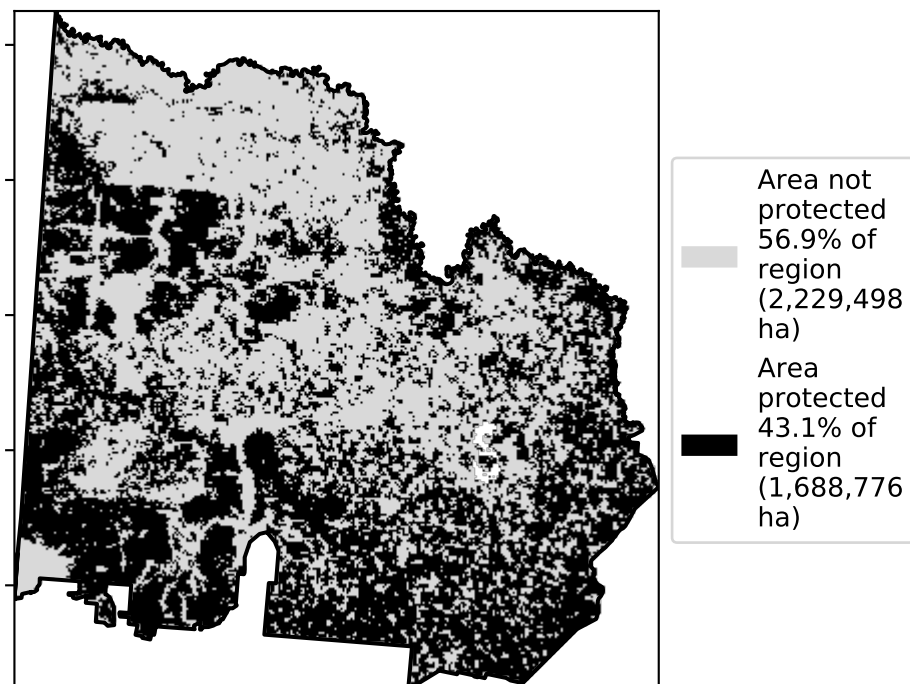 Area not
protected
56.9% of
region
(2,229,498
ha)
Area
protected
43.1% of
region
(1,688,776
ha)